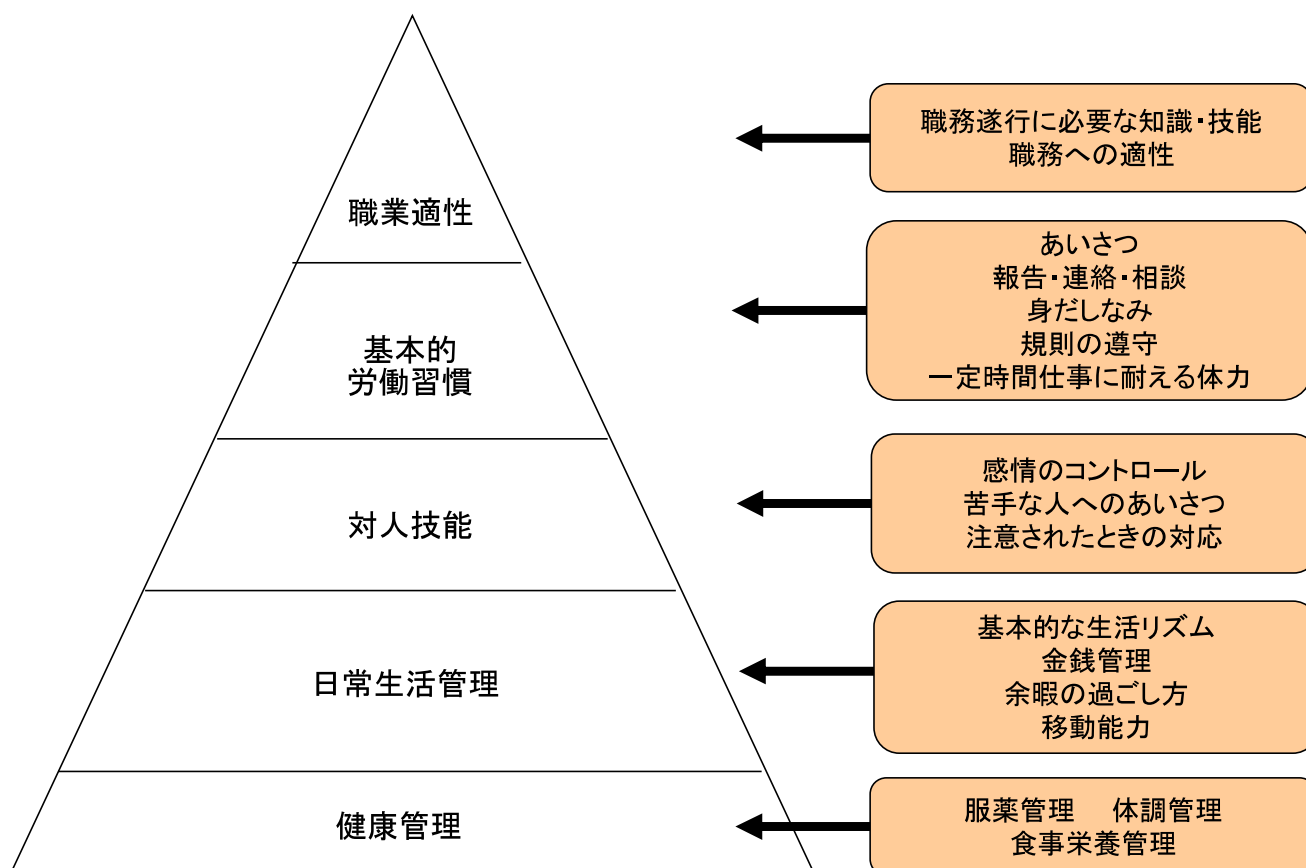 職業適性
職務遂行に必要な知識・技能
職務への適性
基本的
労働習慣
あいさつ
報告・連絡・相談
身だしなみ
規則の遵守
一定時間仕事に耐える体力
対人技能
感情のコントロール
苦手な人へのあいさつ
注意されたときの対応
日常生活管理
基本的な生活リズム
金銭管理
余暇の過ごし方
移動能力
健康管理
服薬管理　体調管理
食事栄養管理